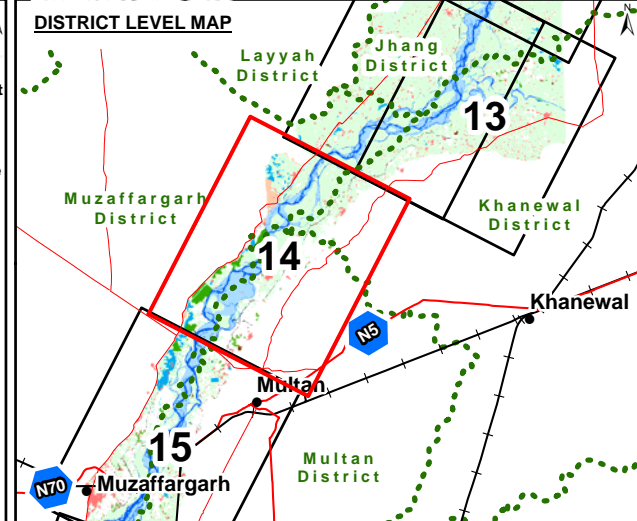 DISTRICT LEVEL MAP
N
Layyah
District
Jhang
District
13
Muzaffargarh
District
Khanewal
District
14
Khanewal
N5
Multan
15
Multan
District
N70
Muzaffargarh